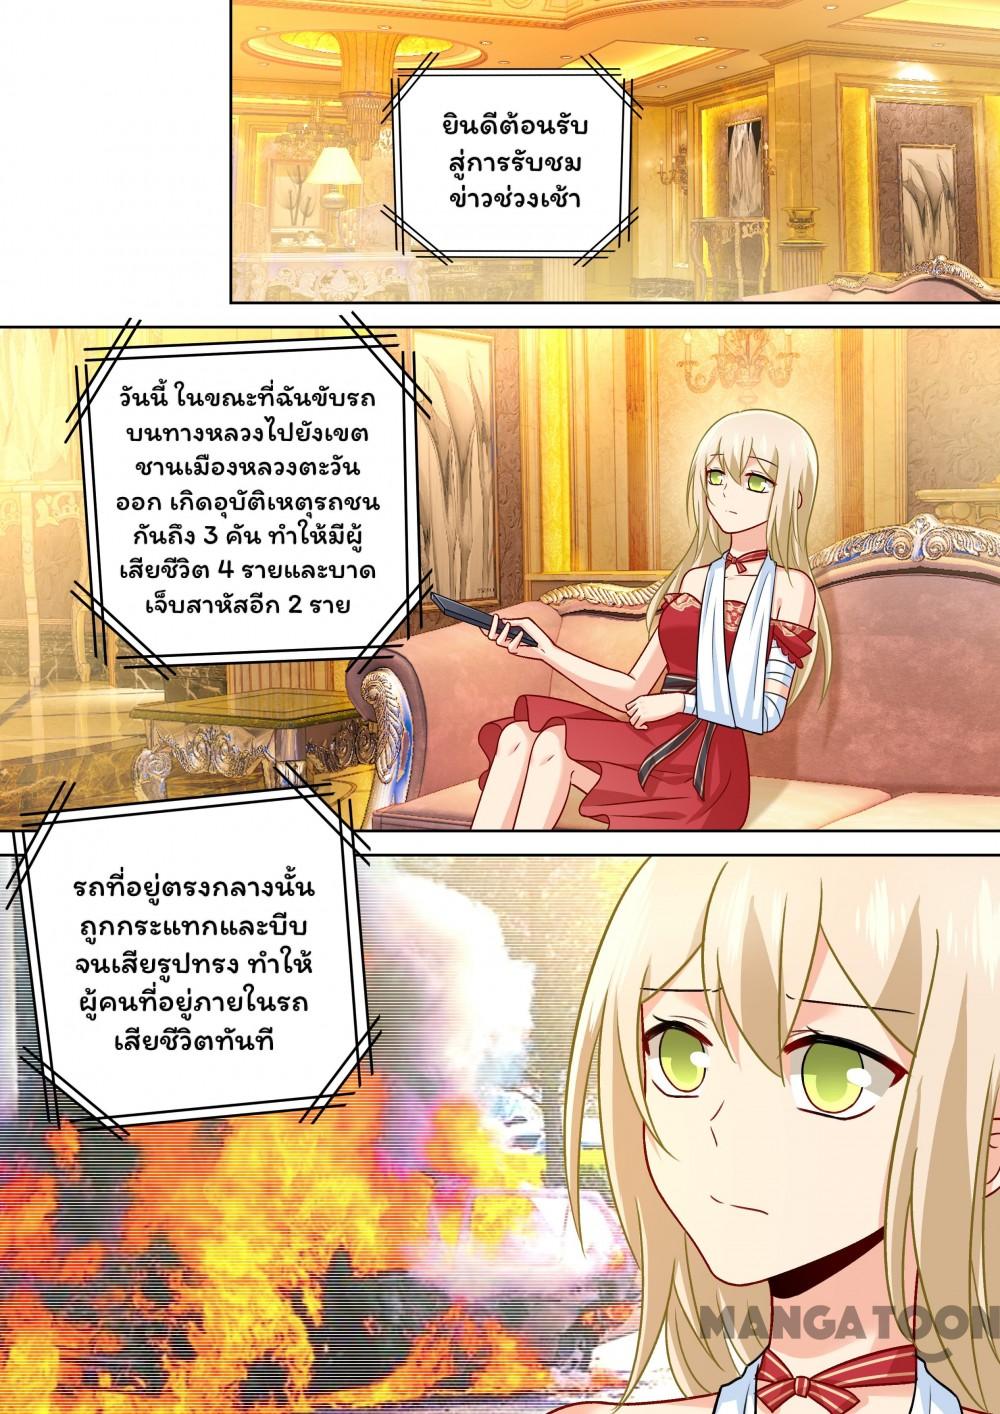 ยินดีต้อนรับ
สู่การรับชม
ข่าวช่วงเช้า
วันนี้ ในขณะที่ฉันขับรถ
บนทางหลวงไปยังเขต
ชานเมืองหลวงตะวัน
ออก เกิดอุบัติเหตุรถชน
กันถึง 3 คัน ทำให้มีผู้
เสียชีวิต 4 รายและบาด
เจ็บสาหัสอีก 2 ราย
รถที่อยู่ตรงกลางนั้น
ถูกกระแทกและบีบ
จนเสียรูปทรง ทำให้
ผู้คนที่อยู่ภายในรถ
เสียชีวิตทันที
MANGATOON